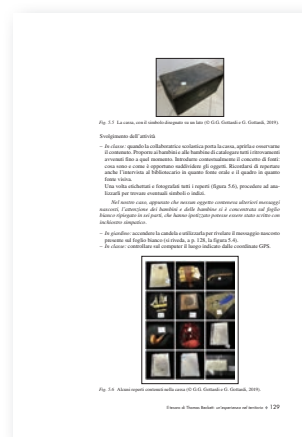 Fig. 5.5 La cassa, con il simbolo disegnato su un lato (© G.G. Gottardi e G. Gottardi, 2019).
Svolgimento dell'attività
– In classe: quando la collaboratrice scolastica porta la cassa, aprirla e osservarne
il contenuto. Proporre ai bambini e alle bambine di catalogare tutti i ritrovamenti
avvenuti fino a quel momento. Introdurre contestualmente il concetto di fonti:
cosa sono e come è opportuno suddividere gli oggetti. Ricordarsi di repertare
anche l'intervista al bibliotecario in quanto fonte orale e il quadro in quanto
fonte visiva.
Una volta etichettati e fotografati tutti i reperti (figura 5.6), procedere ad ana-
lizzarli per trovare eventuali simboli o indizi.
Nel nostro caso, appurato che nessun oggetto contenesse ulteriori messaggi
nascosti, l'attenzione dei bambini e delle bambine si è concentrata sul foglio
bianco ripiegato in sei parti, che hanno ipotizzato potesse essere stato scritto con
inchiostro simpatico.
– In giardino: accendere la candela e utilizzarla per rivelare il messaggio nascosto
presente sul foglio bianco (si riveda, a p. 128, la figura 5.4).
– In classe: controllare sul computer il luogo indicato dalle coordinate GPS.
Fig. 5.6 Alcuni reperti contenuti nella cassa (© G.G. Gottardi e G. Gottardi, 2019).
Il tesoro di Thomas Beckett: un'esperienza nel territorio ♦ 129